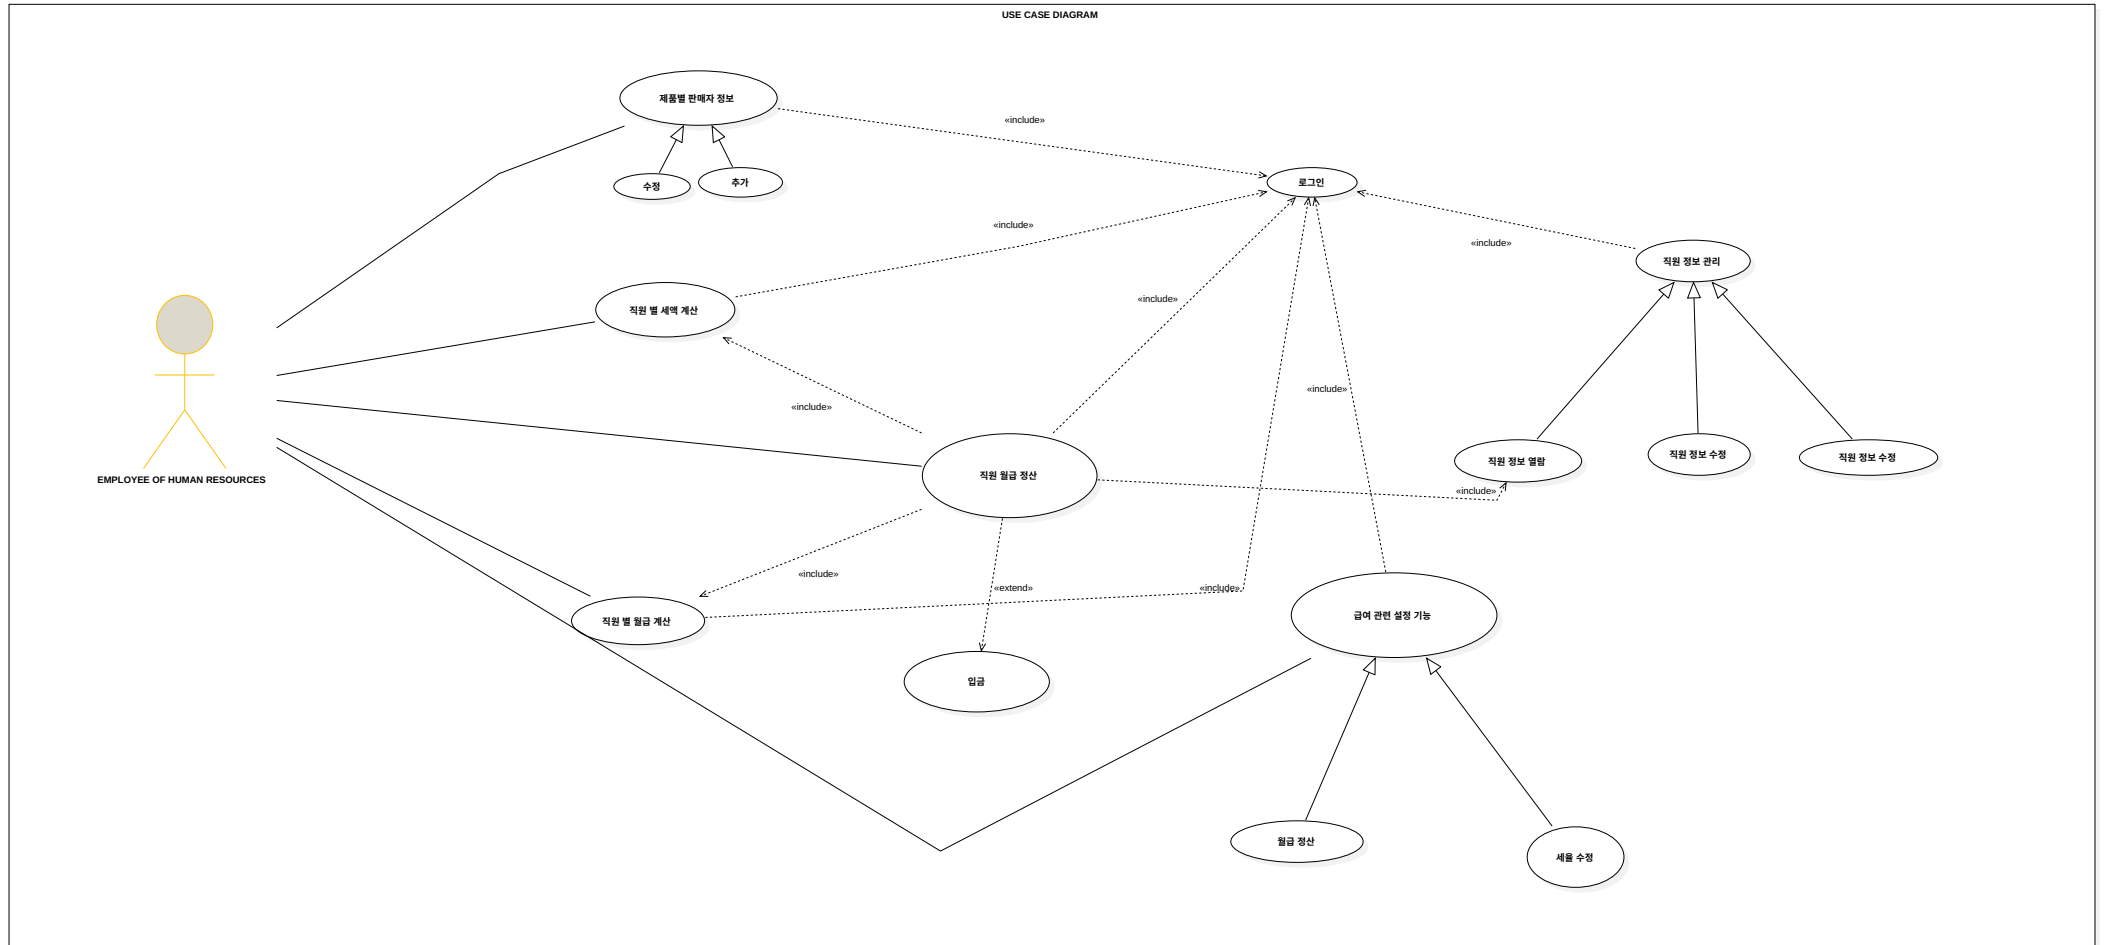 USE CASE DIAGRAM
제품별 판매자 정보
«include»
수정
추가
로그인
«include»
«include»
직원 정보 관리
직원 별 세액 계산
«include»
«include»
«include»
EMPLOYEE OF HUMAN RESOURCES
직원 월급 정산
직원 정보 열람
직원 정보 수정
직원 정보 수정
«include»
«include»
«extend»
«include»
직원 별 월급 계산
급여 관련 설정 기능
입금
월급 정산
세율 수정